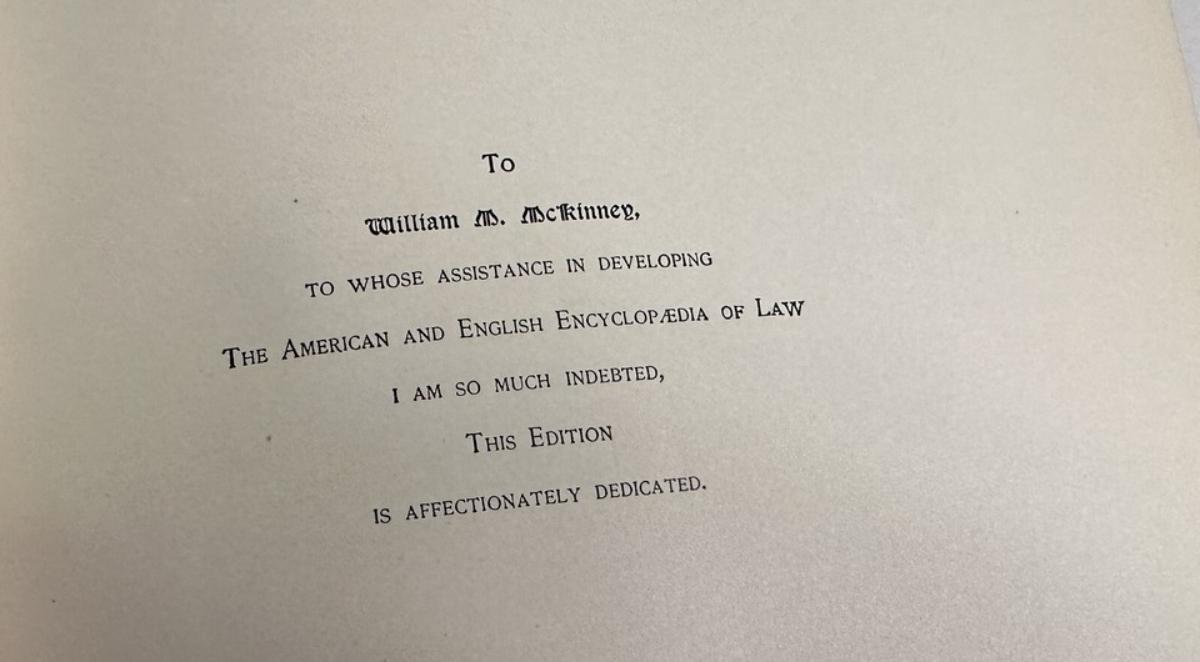 To
William M. McKinney,
TO WHOSE ASSISTANCE IN DEVELOPING
THE AMERICAN AND ENGLISH ENCYCLOPÆDIA OF LAW
I AM SO MUCH INDEBTED,
THIS EDITION
IS AFFECTIONATELY DEDICATED.